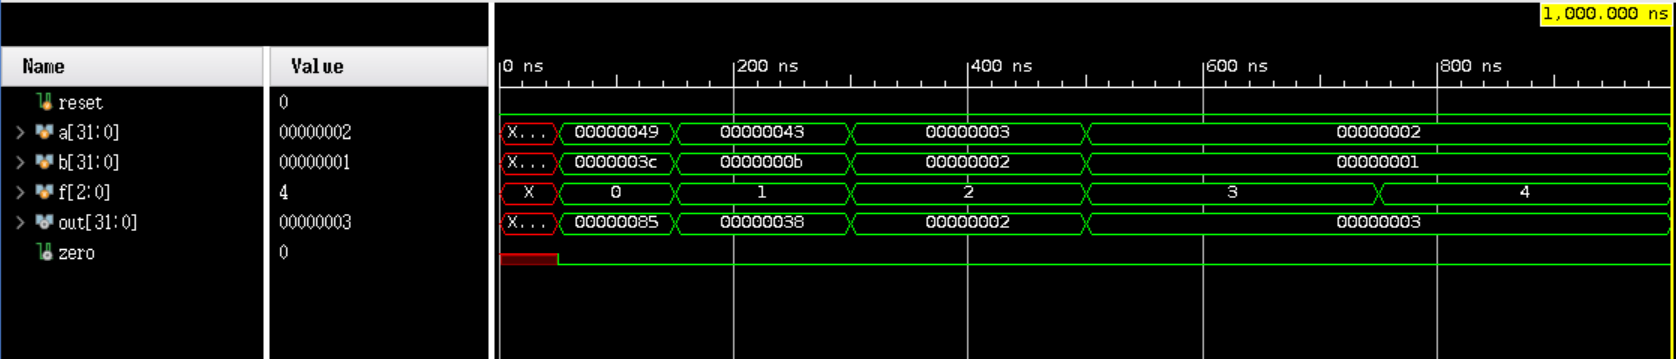 1,000.000 ns
Name Value 0 ns 200 ns 400 ns 600 ns 800 ns
reset 0
a[31:0] 00000002 X... 00000049 00000043 00000003 00000002
b[31:0] 00000001 X... 0000003c 0000000b 00000002 00000001
f[2:0] 4 X 0 1 2 3 4
out[31:0] 00000003 X... 00000085 00000038 00000002 00000003
zero 0